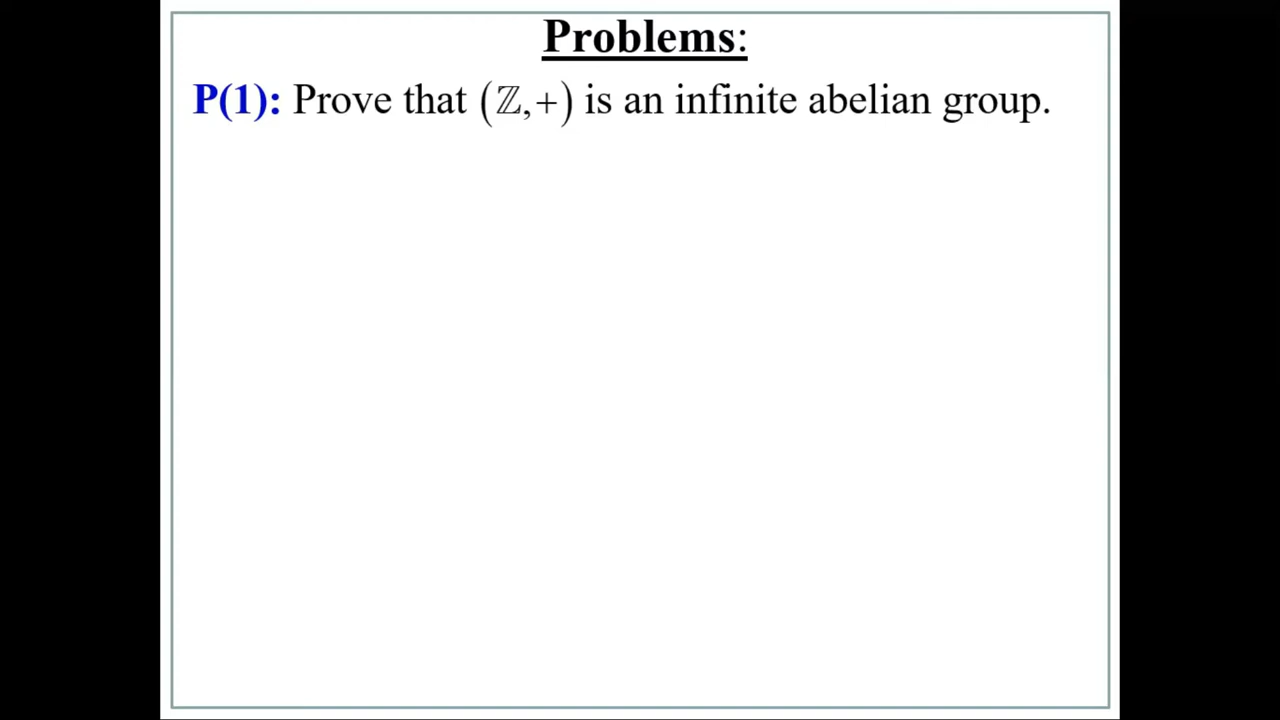 Problems:
P(1): Prove that (ℤ,+) is an infinite abelian group.